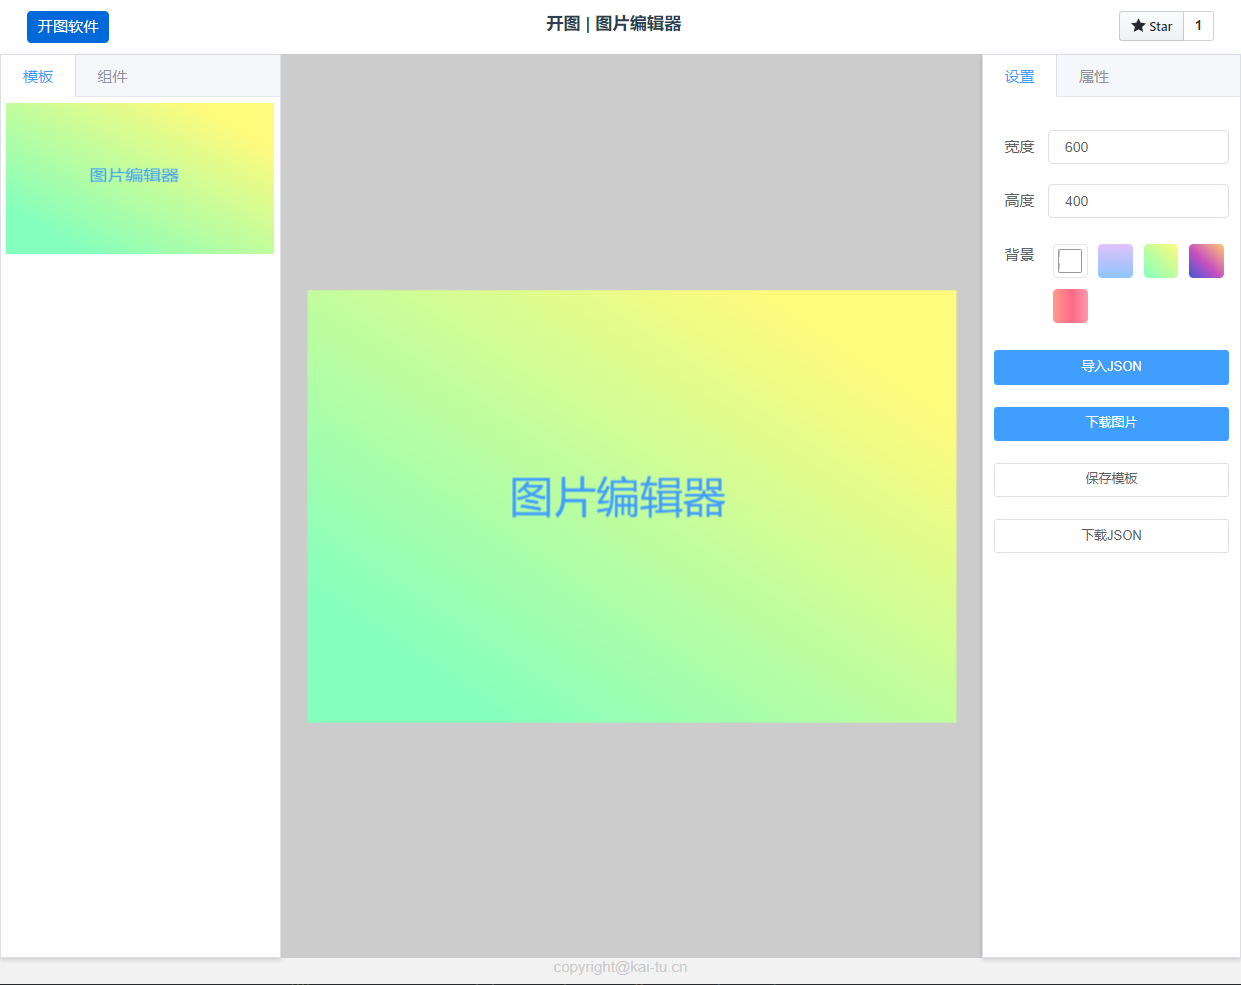 开图软件
开图 | 图片编辑器
Star 1
模板 组件
图片编辑器
图片编辑器
设置 属性
宽度 600
高度 400
背景
导入JSON
下载图片
保存模板
下载JSON
copyright@kai-tu.cn